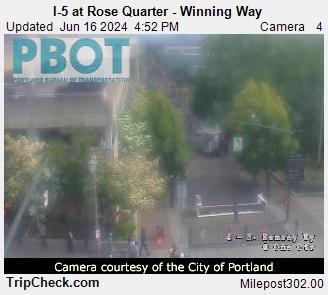 I-5 at Rose Quarter - Winning Way
Updated Jun 16 2024 4:52 PM Camera 4
PBOT
PORTLAND BUREAU OF TRANSPORTATION
Camera courtesy of the City of Portland
TripCheck.com Milepost302.00